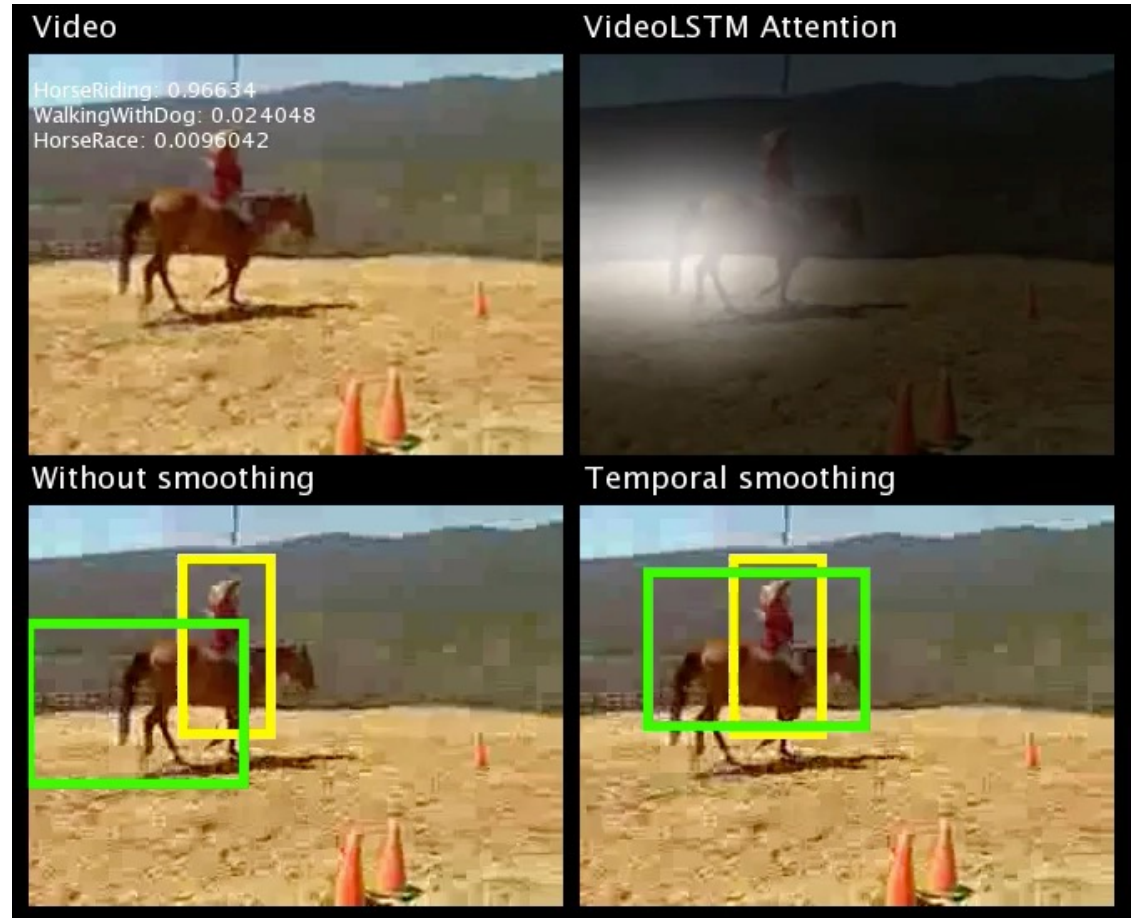 Video
VideoLSTM Attention
HorseRiding: 0.96634
WalkingWithDog: 0.024048
HorseRace: 0.0096042
Without smoothing
Temporal smoothing